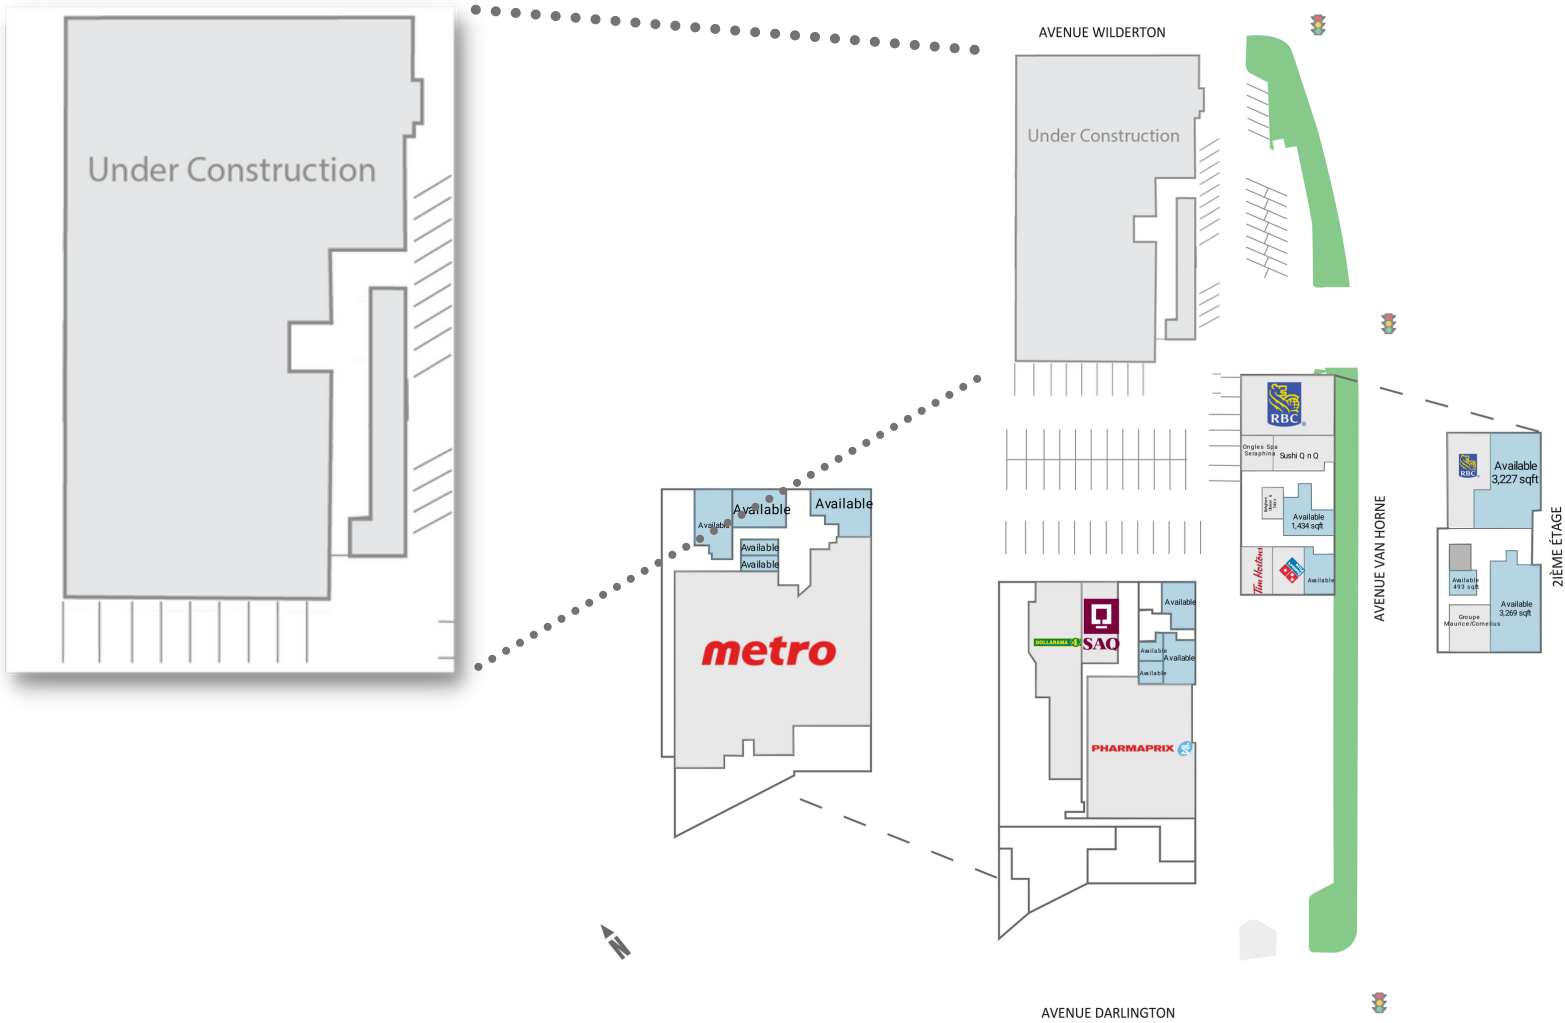 AVENUE WILDERTON
Under Construction
Under Construction
RBC
Ongles Spa
Seraphina
Sushi Q n Q
RBC
Available
3,227 sqft
Available
Available
Available
Available
Available
Available
1,434 sqft
AVENUE VAN HORNE
2IÈME ÉTAGE
Tim Hortons
Available
Available
493 sqft
Available
3,269 sqft
Groupe
Maurice/Cornelius
metro
DOLLARAMA
SAQ
Available
Available
Available
Available
PHARMAPRIX
N
AVENUE DARLINGTON